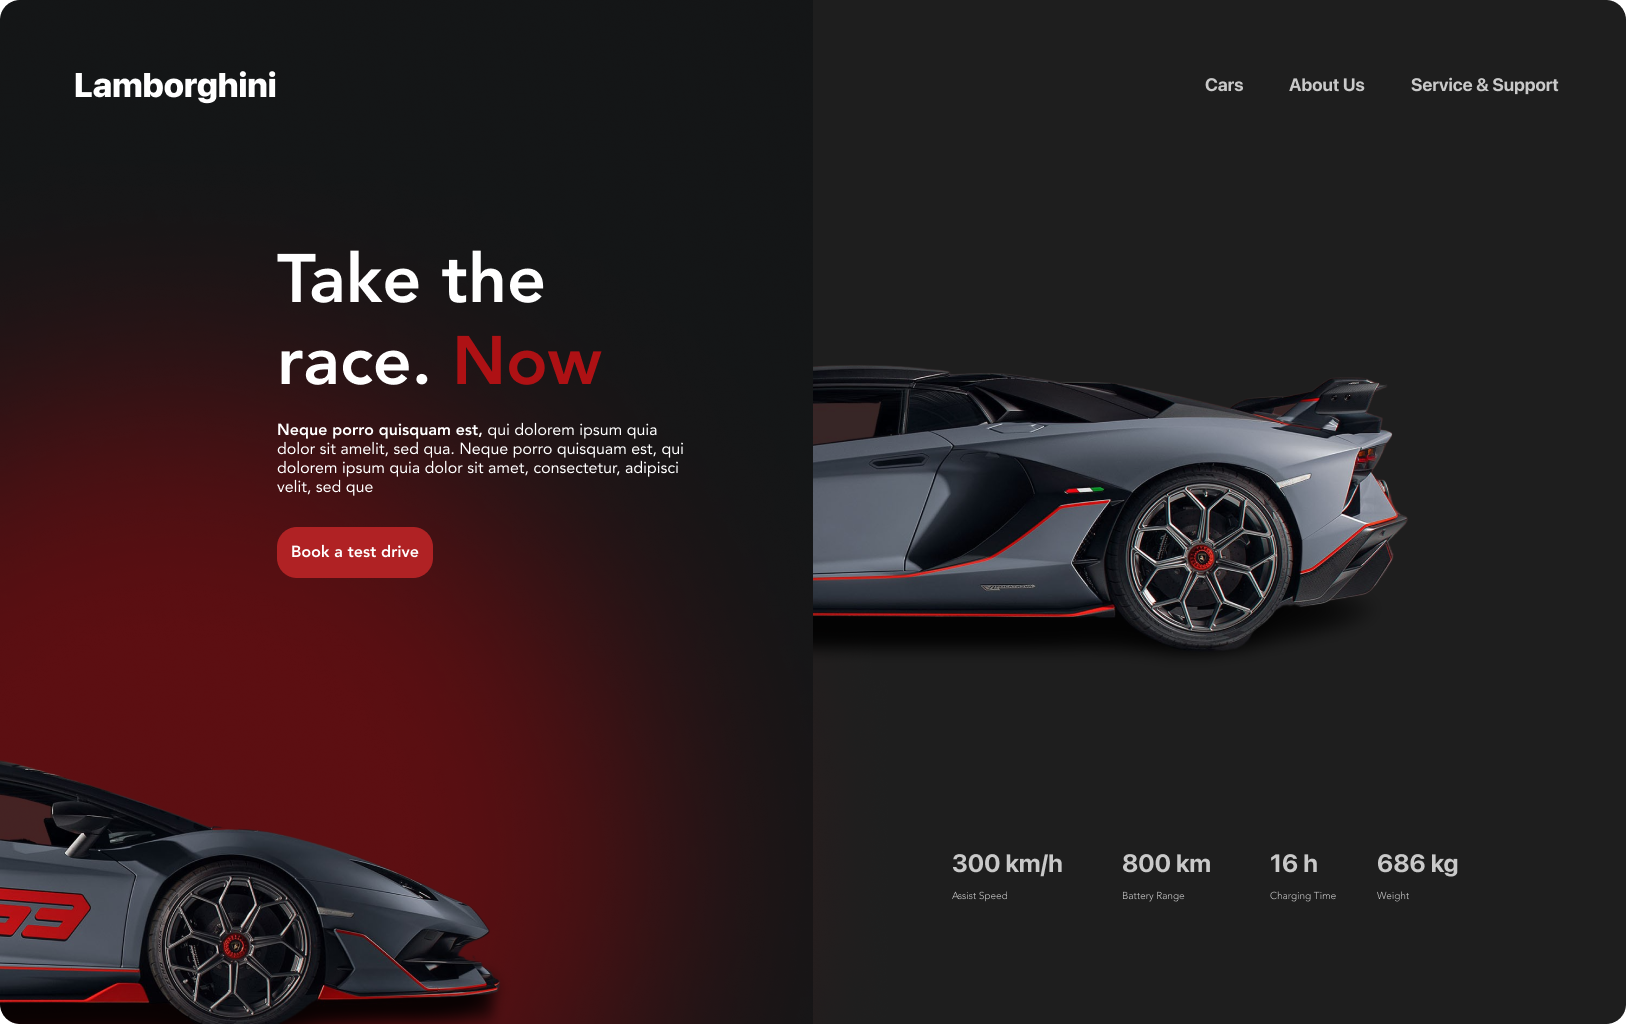 Lamborghini
Cars
About Us
Service & Support
Take the
race. Now
Neque porro quisquam est, qui dolorem ipsum quia
dolor sit amelit, sed qua. Neque porro quisquam est, qui
dolorem ipsum quia dolor sit amet, consectetur, adipisci
velit, sed que
Book a test drive
63
300 km/h
Assist Speed
800 km
Battery Range
16 h
Charging Time
686 kg
Weight